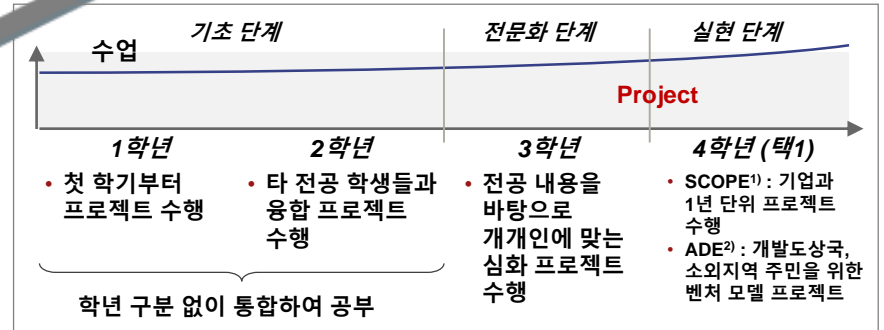 기초 단계
전문화 단계
실현 단계
수업
Project
1학년
2학년
3학년
4학년 (택1)
• 첫 학기부터
프로젝트 수행
• 타 전공 학생들과
융합 프로젝트
수행
• 전공 내용을
바탕으로
개개인에 맞는
심화 프로젝트
수행
• SCOPE1) : 기업과
1년 단위 프로젝트
수행
• ADE2) : 개발도상국,
소외지역 주민을 위한
벤처 모델 프로젝트
학년 구분 없이 통합하여 공부